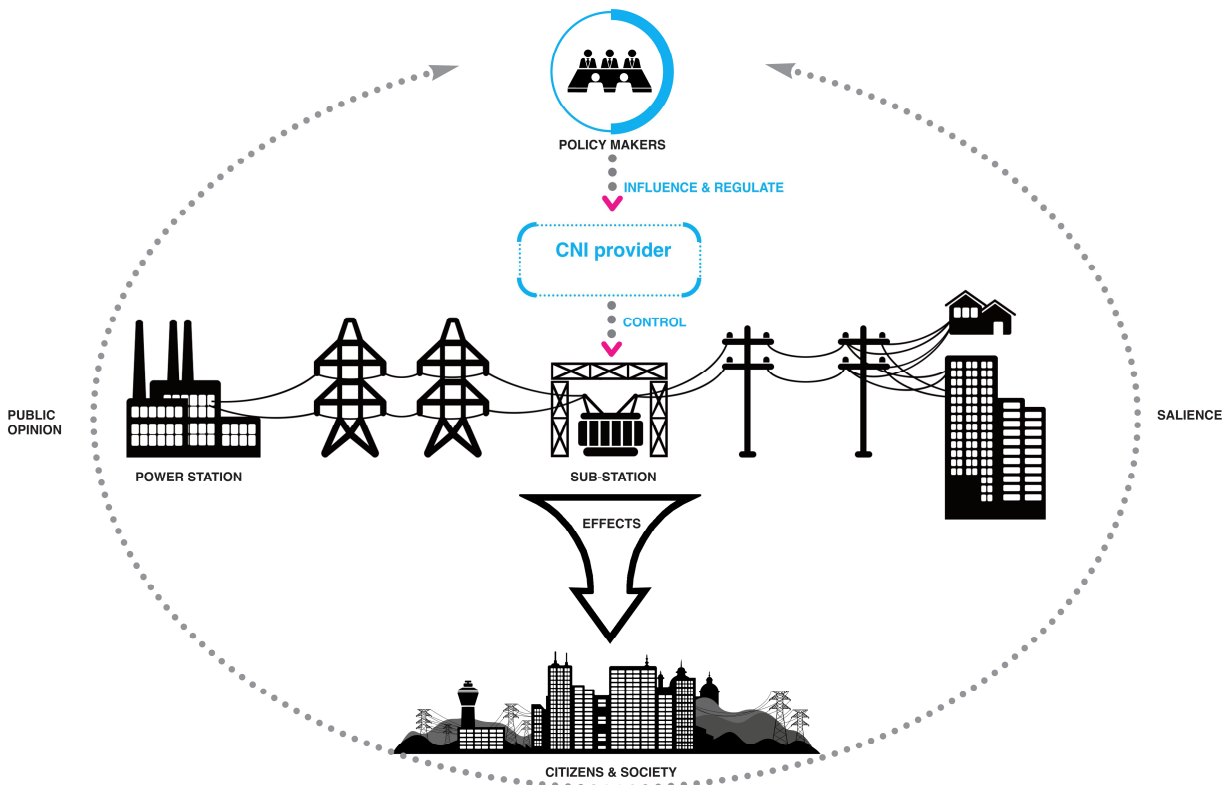 POLICY MAKERS
INFLUENCE & REGULATE
CNI provider
CONTROL
PUBLIC
OPINION
SALIENCE
POWER STATION
SUB-STATION
EFFECTS
CITIZENS & SOCIETY